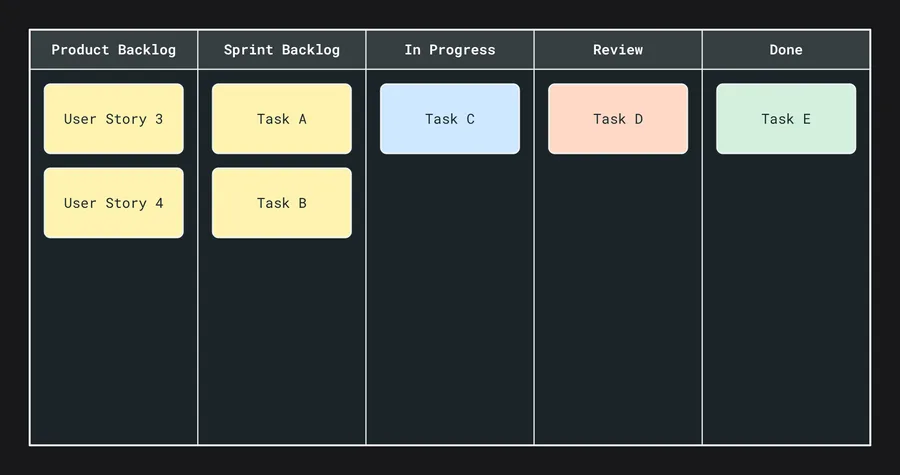 Product Backlog
Sprint Backlog
In Progress
Review
Done
User Story 3
Task A
Task C
Task D
Task E
User Story 4
Task B